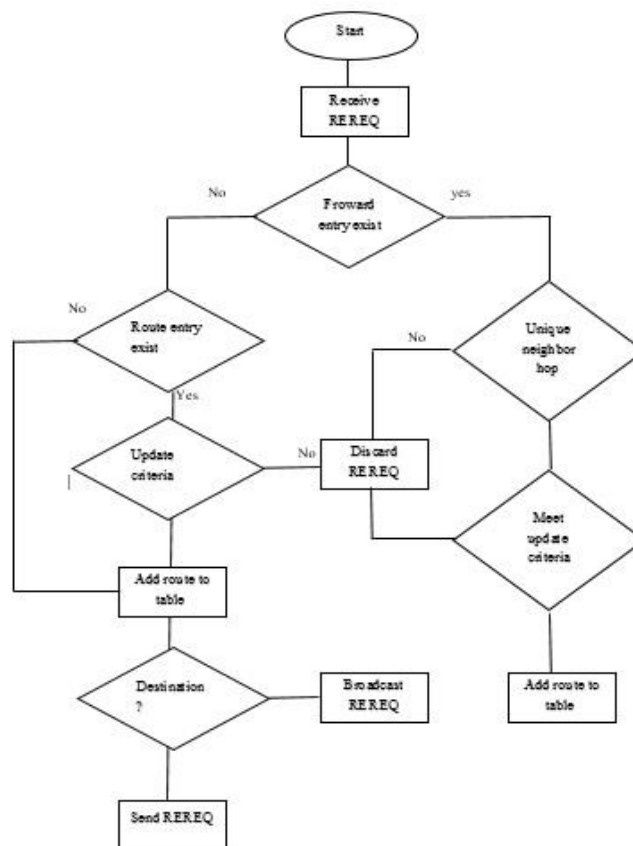 Start
Receive
REREQ
No
yes
Froward
entry exist
No
Route entry
exist
Unique
neighbor
hop
No
Yes
Update
criteria
No
Discard
REREQ
Meet
update
criteria
Add route to
table
Destination
?
Broadcast
REREQ
Add route to
table
Send REREQ